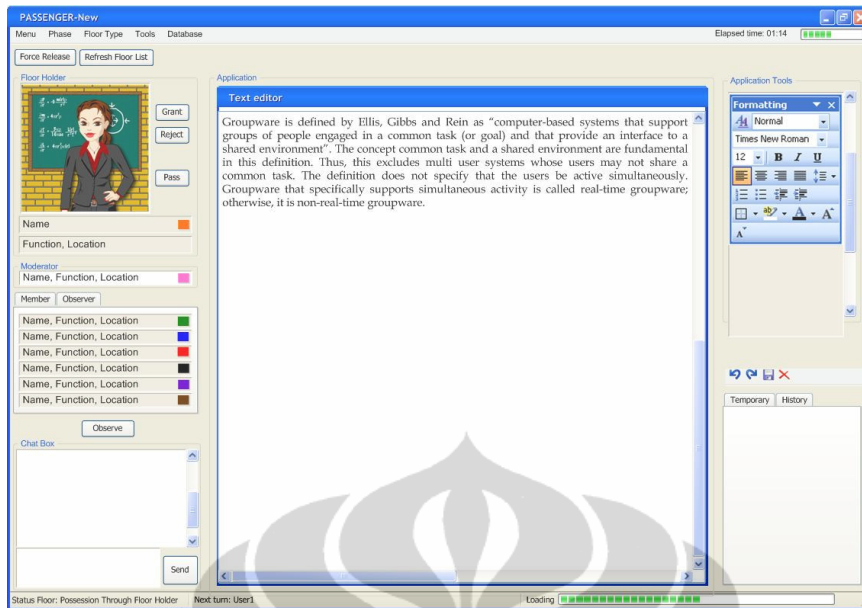 PASSENGER-New
Menu Phase Floor Type Tools Database
Elapsed time: 01:14
Force Release Refresh Floor List
Floor Holder
Grant
Reject
Pass
Name
Function, Location
Moderator
Name, Function, Location
Member Observer
Name, Function, Location
Name, Function, Location
Name, Function, Location
Name, Function, Location
Name, Function, Location
Name, Function, Location
Observe
Chat Box
Send
Application
Text editor
Groupware is defined by Ellis, Gibbs and Rein as “computer-based systems that support
groups of people engaged in a common task (or goal) and that provide an interface to a
shared environment”. The concept common task and a shared environment are fundamental
in this definition. Thus, this excludes multi user systems whose users may not share a
common task. The definition does not specify that the users be active simultaneously.
Groupware that specifically supports simultaneous activity is called real-time groupware;
otherwise, it is non-real-time groupware.
Application Tools
Formatting
Normal
Times New Roman
12 B I U
ab A A
A
Temporary History
Status Floor: Possession Through Floor Holder Next turn: User1
Loading